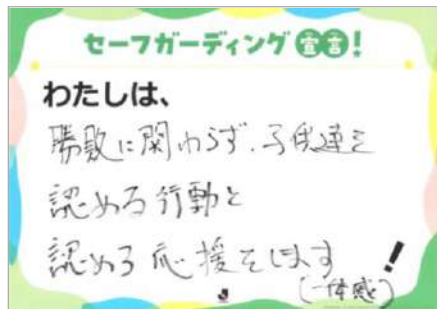 セーフガーディング宣言!
わたしは、
勝敗に関わらず、子供達を
認める行動と
認める応援をします!
(一体感)